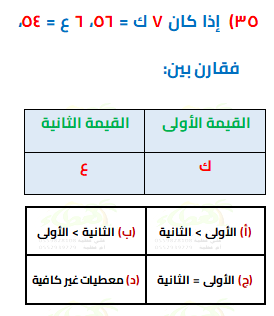 ٣٥) إذا كان ٧ ك = ٥٦، ٦ ع = ٥٤،
فقارن بين:
القيمة الأولى القيمة الثانية
ك ع
(أ) الأولى > الثانية (ب) الثانية > الأولى
(ج) الأولى = الثانية (د) معطيات غير كافية